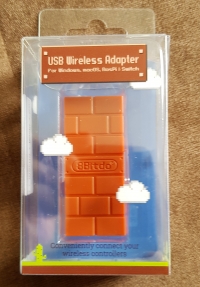 USB Wireless Adapter
For Windows, macOS, RasPi & Switch
8Bitdo
Conveniently connect your
wireless controllers